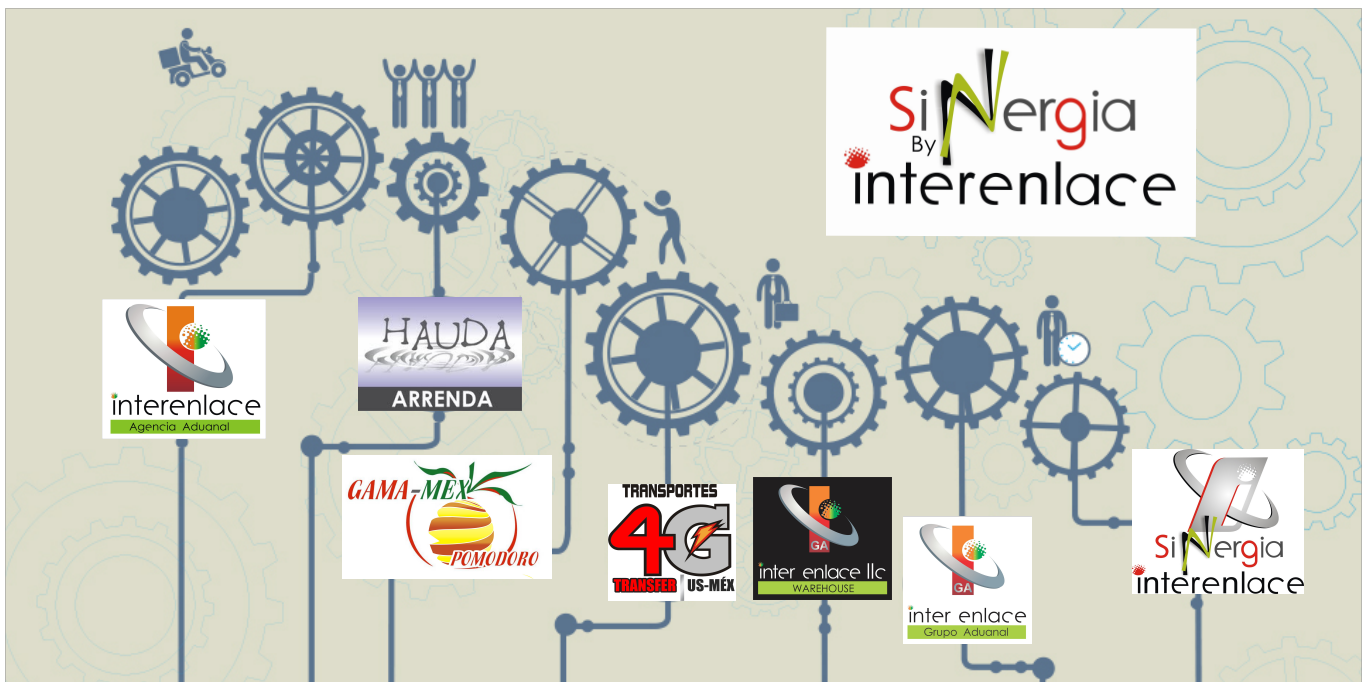 SiNergia
By
interenlace
interenlace
Agencia Aduanal
HAUDA
ARRENDA
GAMA-MEX
POMODORO
TRANSPORTES
4G
TRANSFER US-MÉX
GA
inter enlace llc
WAREHOUSE
GA
inter enlace
Grupo Aduanal
SiNergia
interenlace